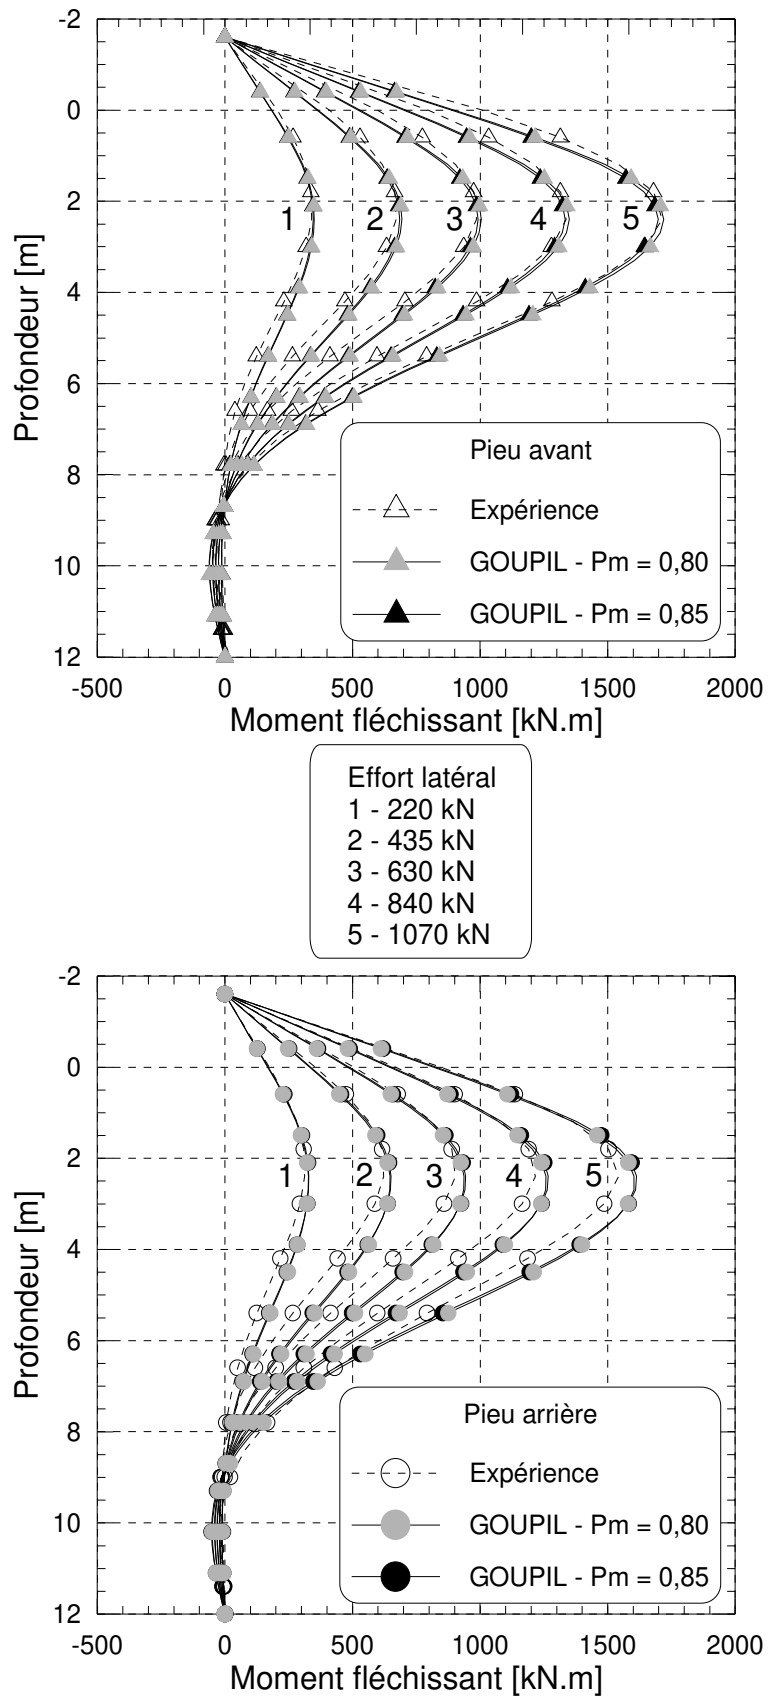 -2
0
2
4
6
8
10
12
Profondeur [m]
1
2
3
4
5
Pieu avant
Expérience
GOUPIL - Pm = 0,80
GOUPIL - Pm = 0,85
-500
0
500
1000
1500
2000
Moment fléchissant [kN.m]
Effort latéral
1 - 220 kN
2 - 435 kN
3 - 630 kN
4 - 840 kN
5 - 1070 kN
-2
0
2
4
6
8
10
12
Profondeur [m]
1
2
3
4
5
Pieu arrière
Expérience
GOUPIL - Pm = 0,80
GOUPIL - Pm = 0,85
-500
0
500
1000
1500
2000
Moment fléchissant [kN.m]